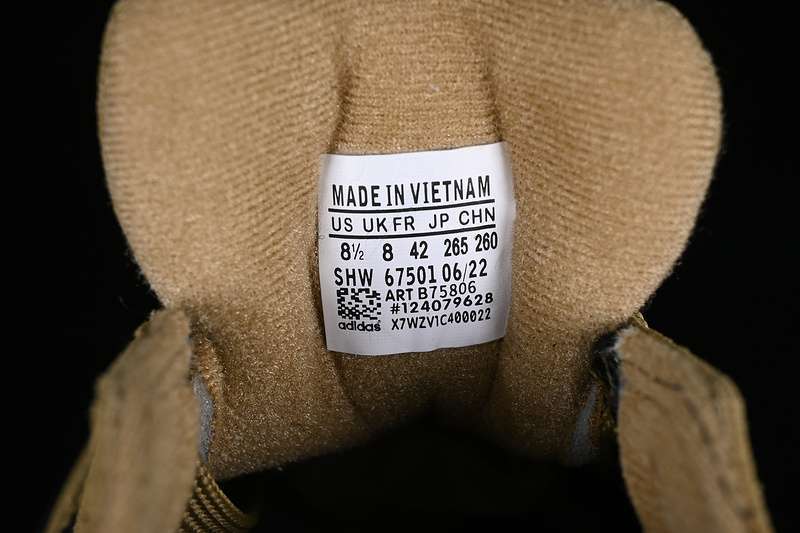 MADE IN VIETNAM
US UK FR JP CHN
8½ 8 42 265 260
SHW 67501 06/22
ART B75806
#124079628
adidas X7WZV1C400022